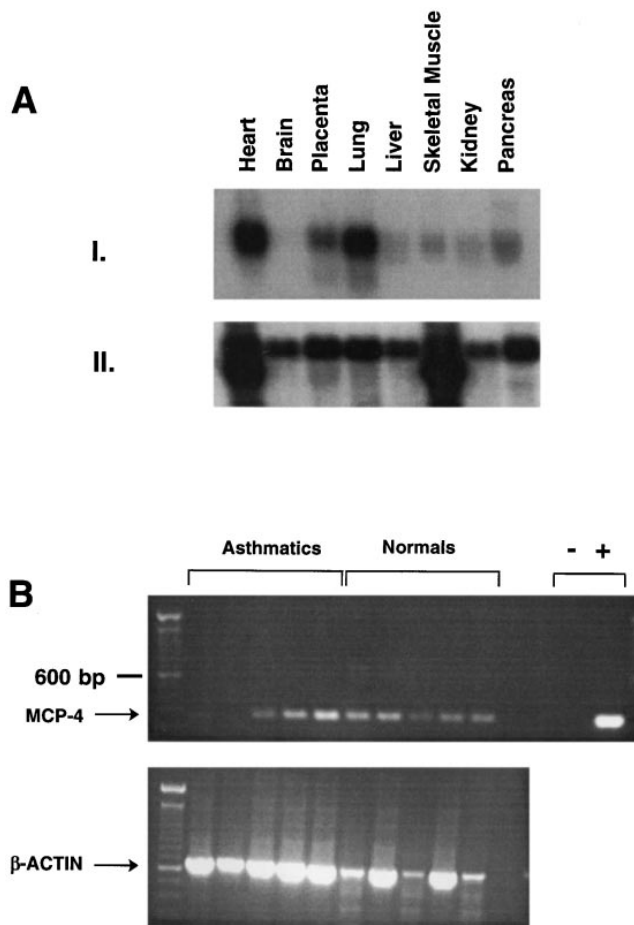 A
Heart
Brain
Placenta
Lung
Liver
Skeletal Muscle
Kidney
Pancreas
I.
II.
Asthmatics Normals - +
B
600 bp
MCP-4
β-ACTIN